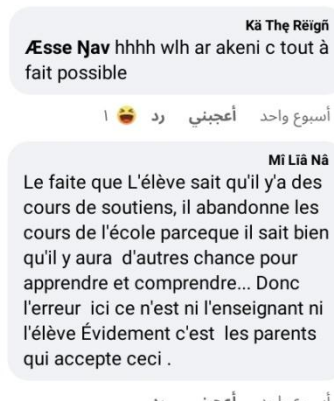 Kä Thę Rëïgñ
Æsse Ŋav hhhh wlh ar akeni c tout à
fait possible
أسبوع واحد أعجبني رد 😆 ١
Mî Lïâ Nâ
Le faite que L'élève sait qu'il y'a des
cours de soutiens, il abandonne les
cours de l'école parceque il sait bien
qu'il y aura d'autres chance pour
apprendre et comprendre... Donc
l'erreur ici ce n'est ni l'enseignant ni
l'élève Évidement c'est les parents
qui accepte ceci .